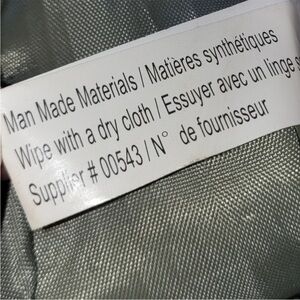 Man Made Materials / Matières synthétiques
Wipe with a dry cloth / Essuyer avec un linge
Supplier # 00543 / N° de fournisseur